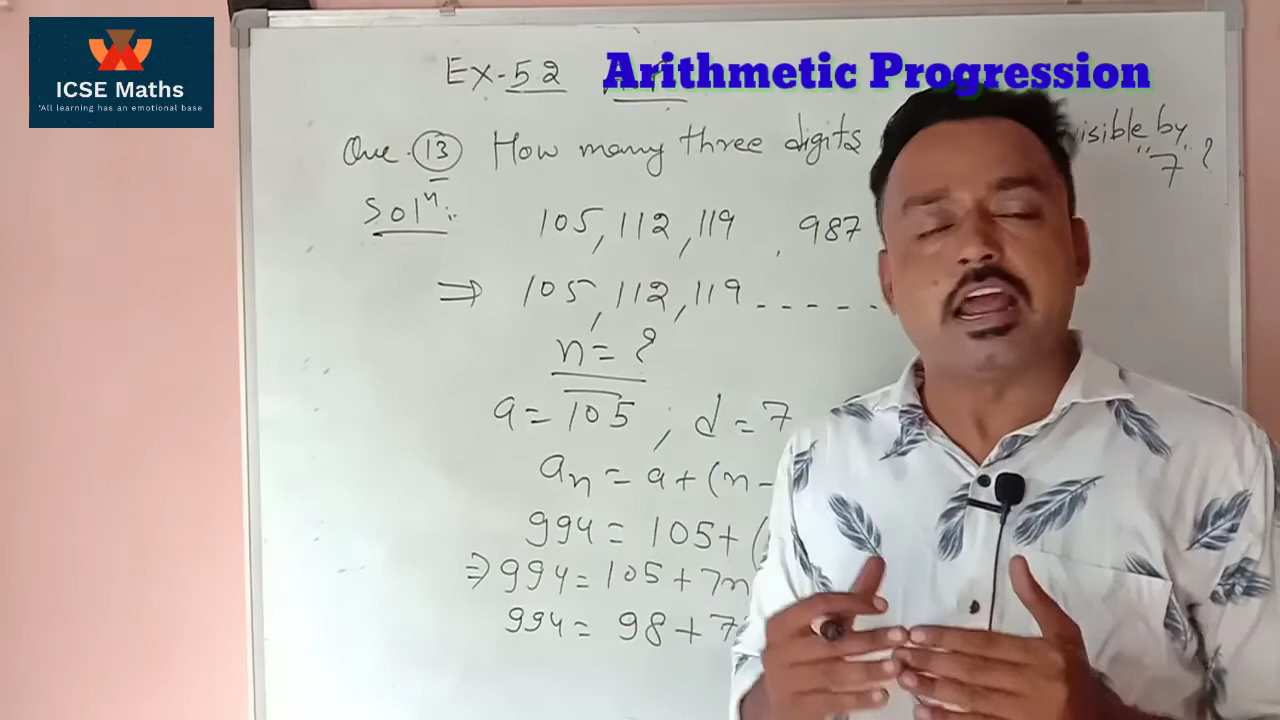 ICSE Maths
"All learning has an emotional base
Arithmetic Progression
Ex-5.2
Que. 13 How many three digits visible by 7 ?
Solⁿ:
105, 112, 119 , 987
⇒ 105, 112, 119 - - - - -
n = ?
a = 105 ; d = 7
aₙ = a + (n -
994 = 105 + (
⇒ 994 = 105 + 7n
994 = 98 + 7